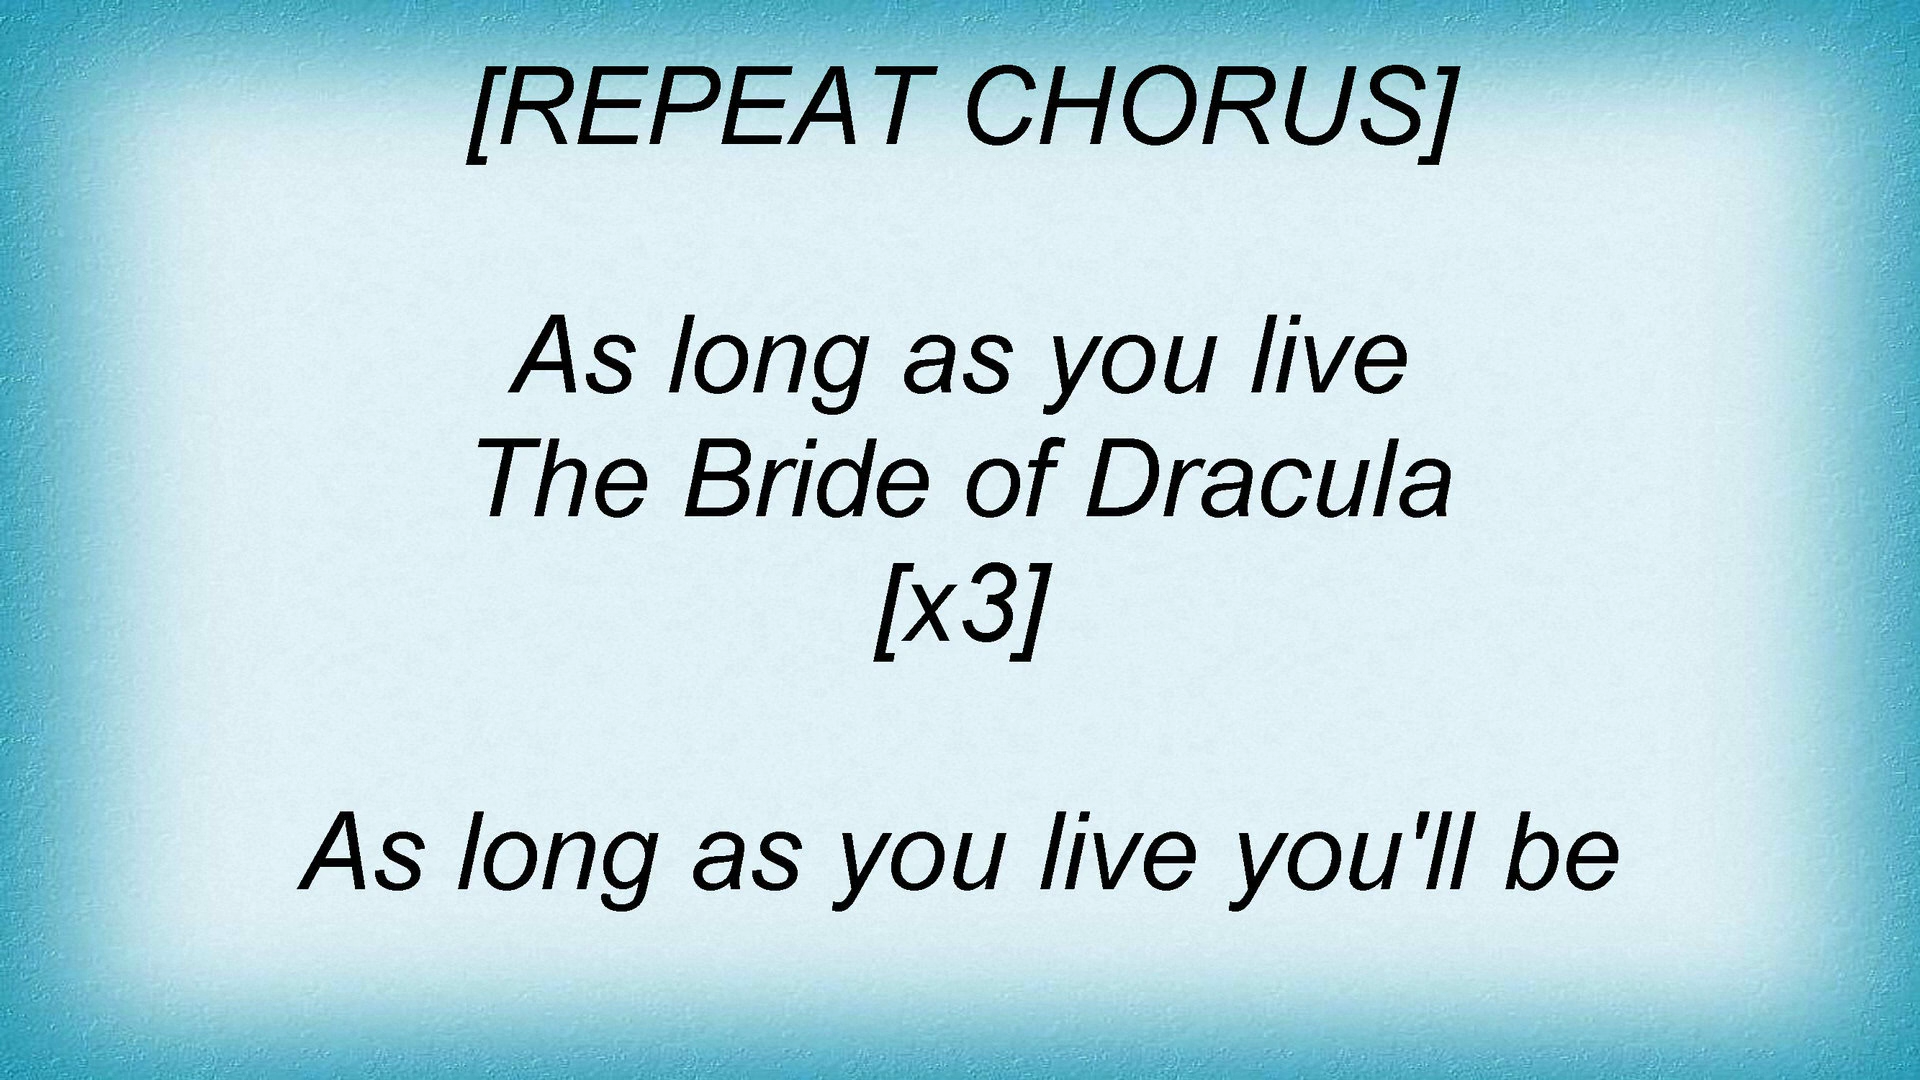 [REPEAT CHORUS]
As long as you live
The Bride of Dracula
[x3]
As long as you live you'll be